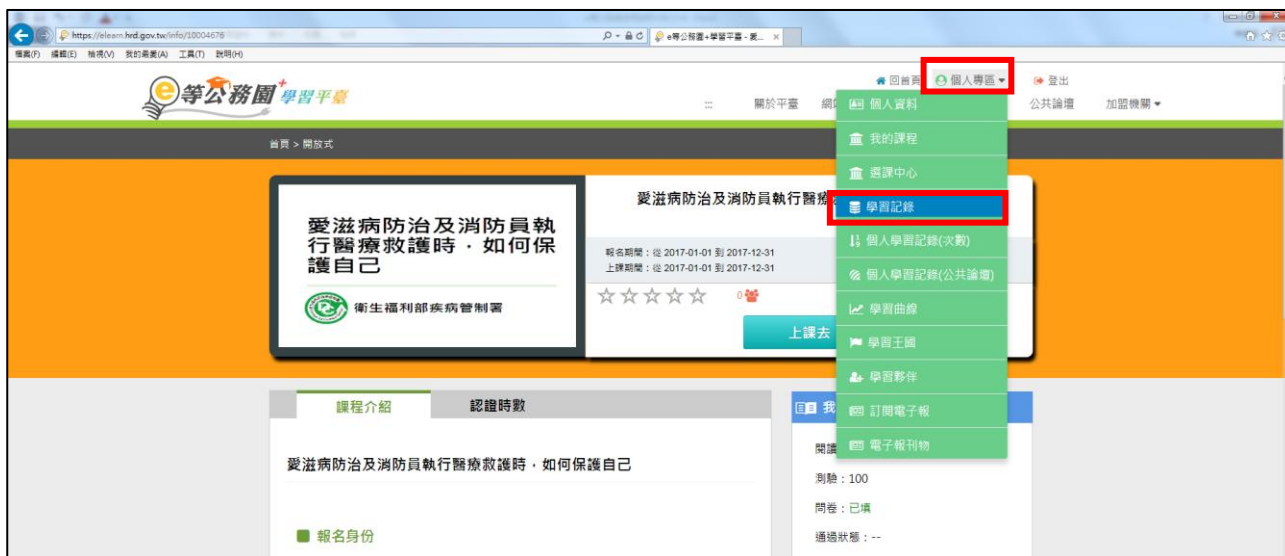 https://elearn.hrd.gov.tw/info/10004676
e等公務園+學習平臺 - 愛...
檔案(F) 編輯(E) 檢視(V) 我的最愛(A) 工具(T) 說明(H)
e等公務園+學習平臺
回首頁 個人專區 登出
::: 關於平臺 公共論壇 加盟機關
個人資料
我的課程
選課中心
學習記錄
個人學習記錄(次數)
個人學習記錄(公共論壇)
學習曲線
學習王國
學習夥伴
訂閱電子報
電子報刊物
首頁 > 開放式
愛滋病防治及消防員執
行醫療救護時,如何保
護自己
衛生福利部疾病管制署
愛滋病防治及消防員執行醫療
報名期間:從 2017-01-01 到 2017-12-31
上課期間:從 2017-01-01 到 2017-12-31
0
上課去
課程介紹 認證時數
我
愛滋病防治及消防員執行醫療救護時,如何保護自己
報名身份
閱讀
測驗:100
問卷:已填
通過狀態:--